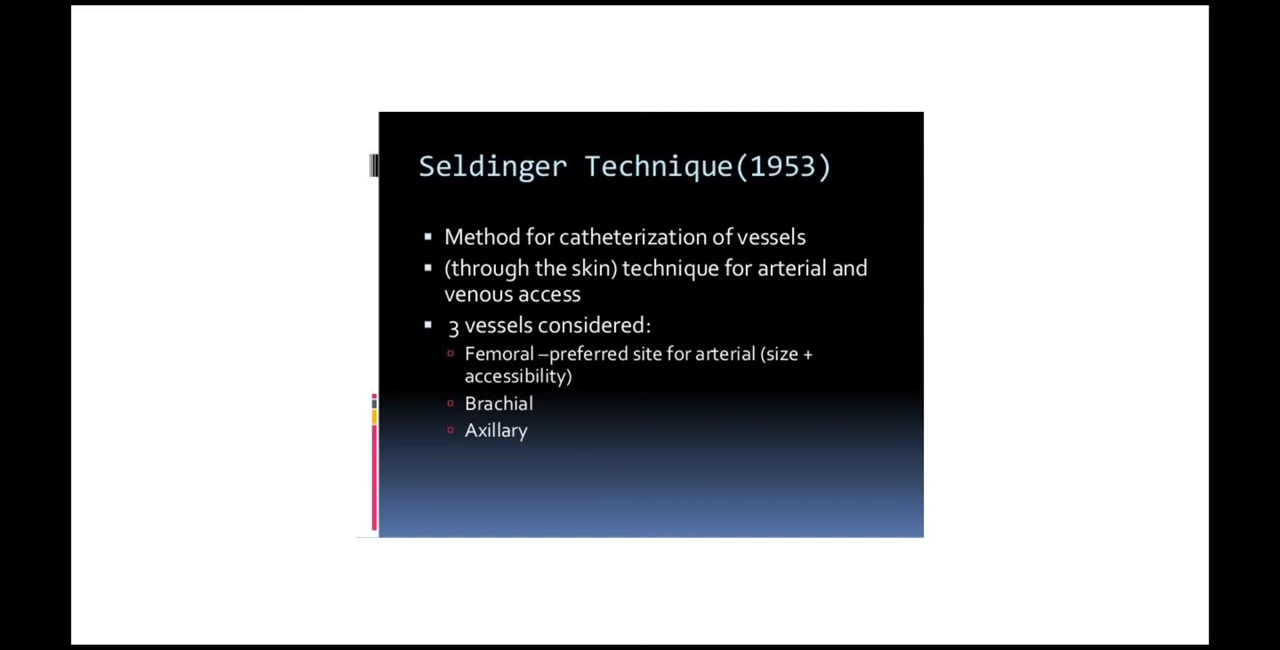 Seldinger Technique(1953)
Method for catheterization of vessels
(through the skin) technique for arterial and
venous access
3 vessels considered:
Femoral –preferred site for arterial (size +
accessibility)
Brachial
Axillary